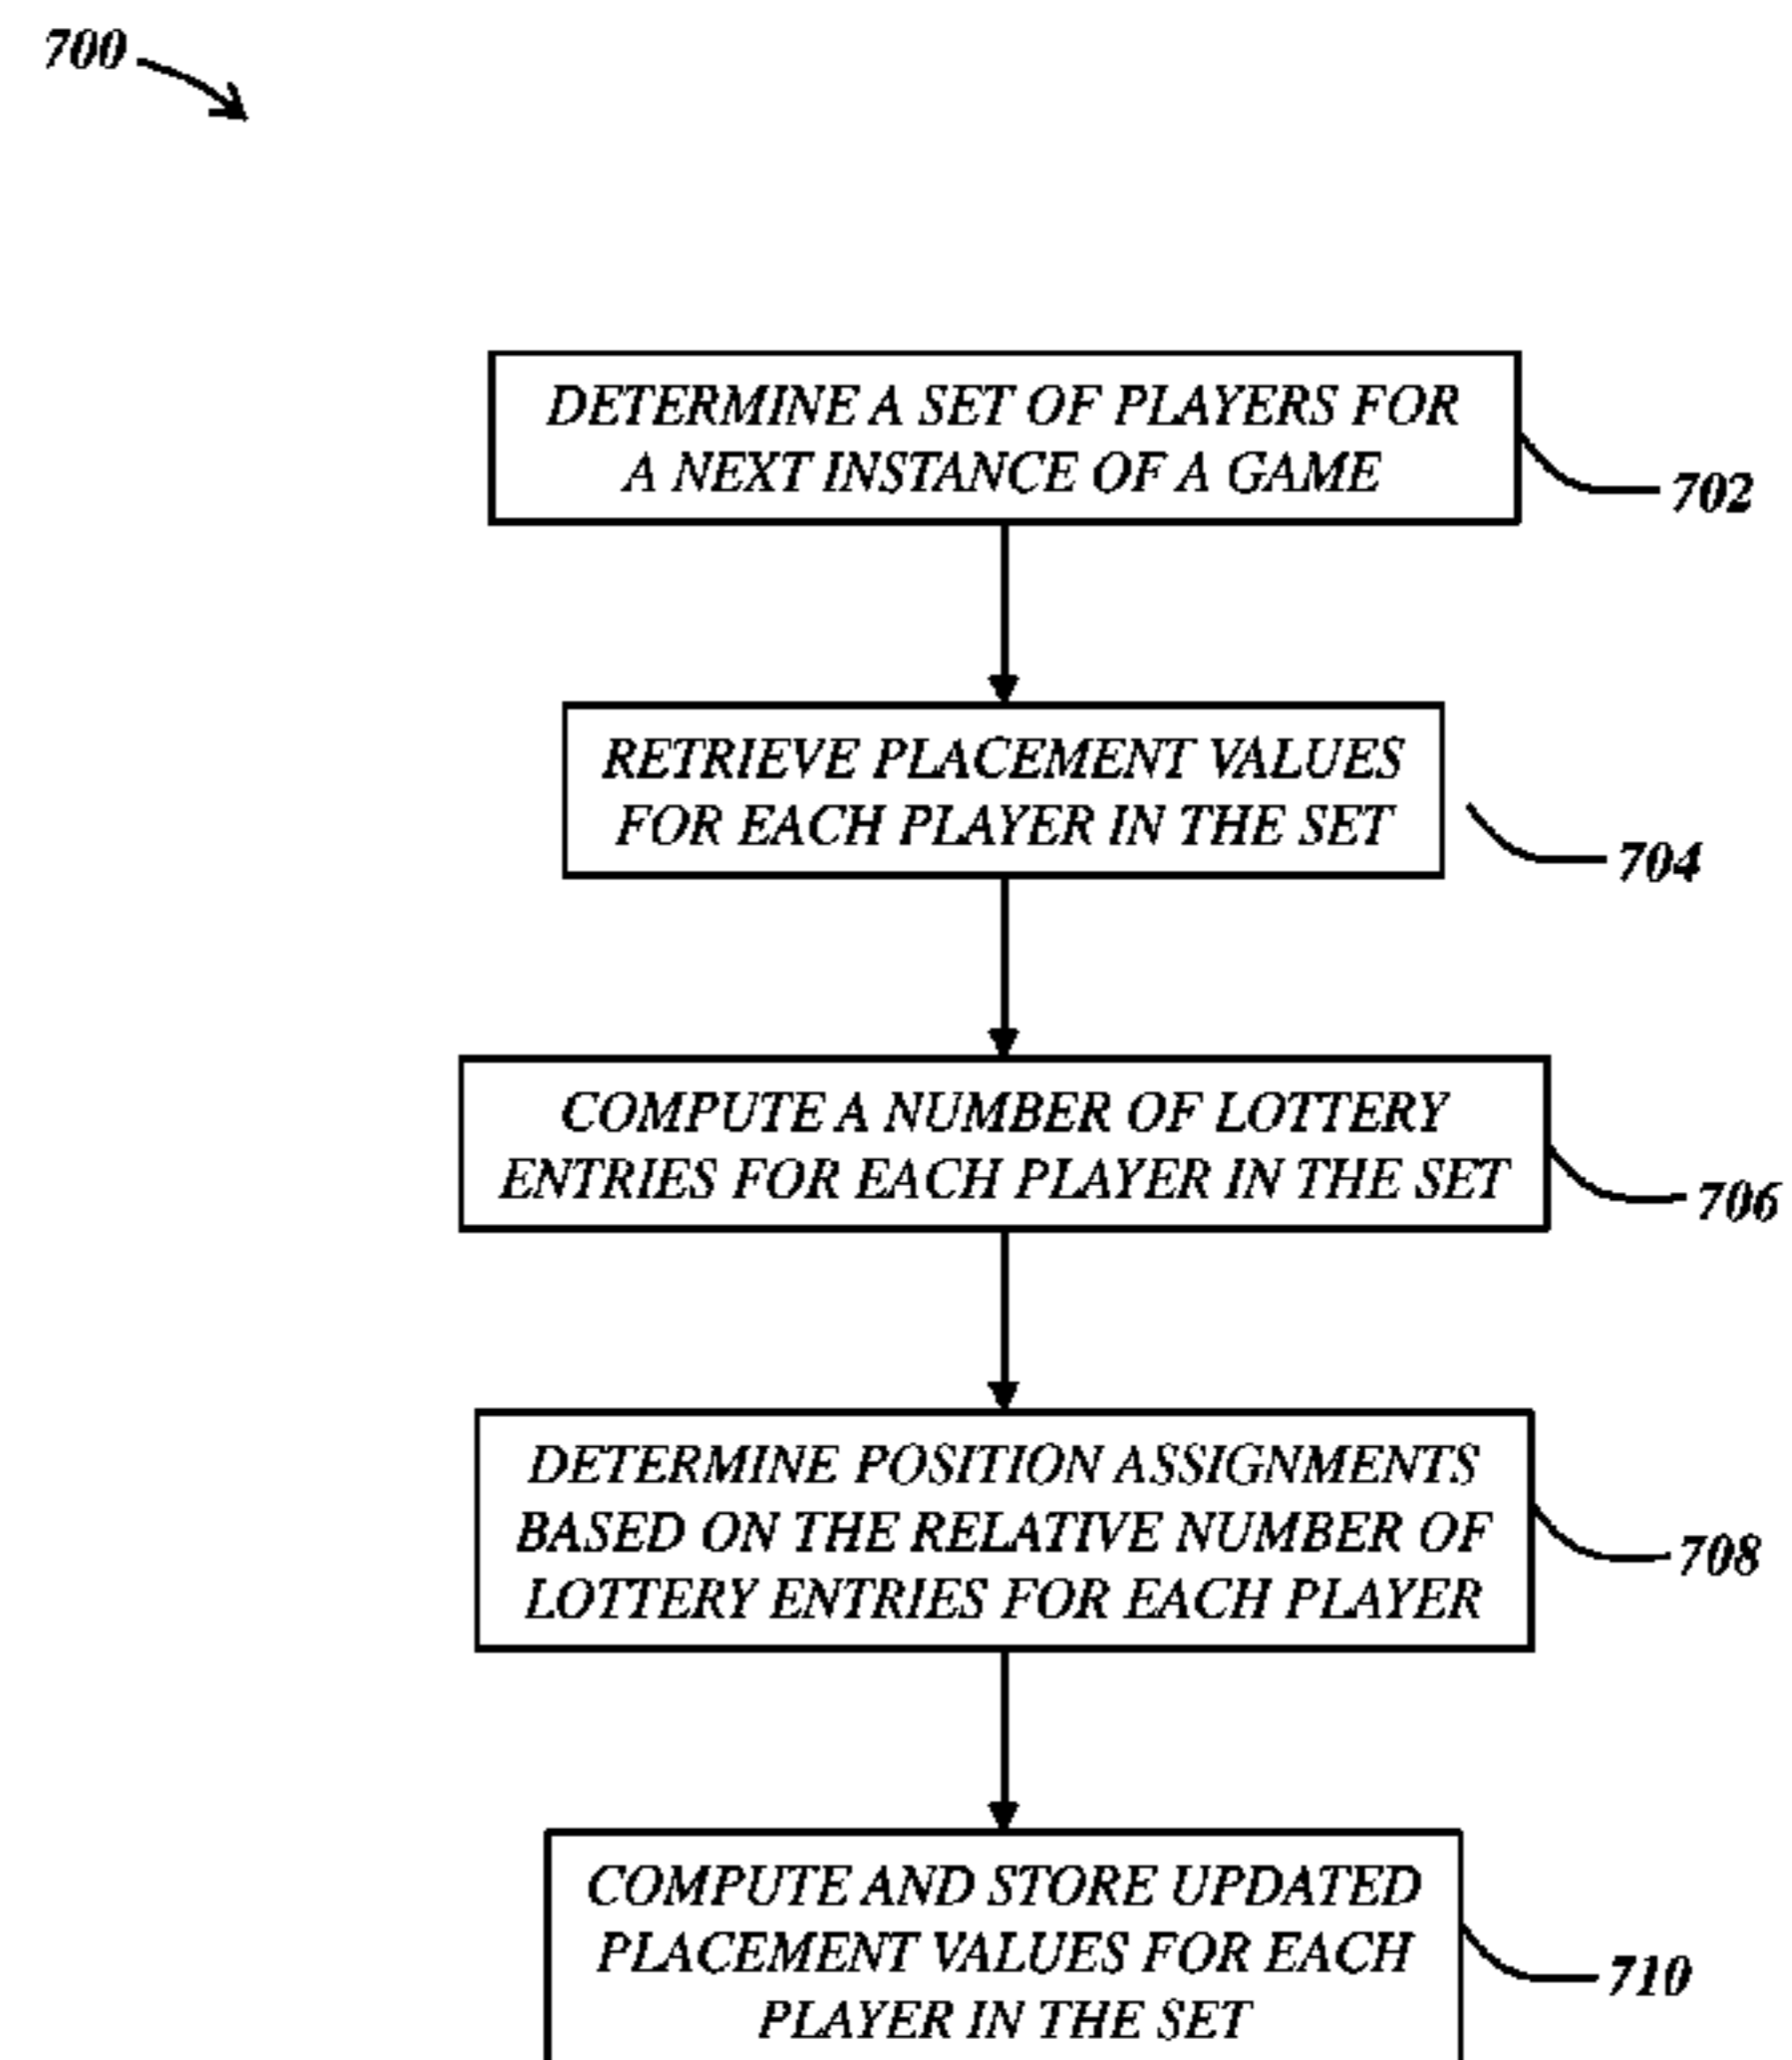 700
DETERMINE A SET OF PLAYERS FOR
A NEXT INSTANCE OF A GAME
702
RETRIEVE PLACEMENT VALUES
FOR EACH PLAYER IN THE SET
704
COMPUTE A NUMBER OF LOTTERY
ENTRIES FOR EACH PLAYER IN THE SET
706
DETERMINE POSITION ASSIGNMENTS
BASED ON THE RELATIVE NUMBER OF
LOTTERY ENTRIES FOR EACH PLAYER
708
COMPUTE AND STORE UPDATED
PLACEMENT VALUES FOR EACH
PLAYER IN THE SET
710